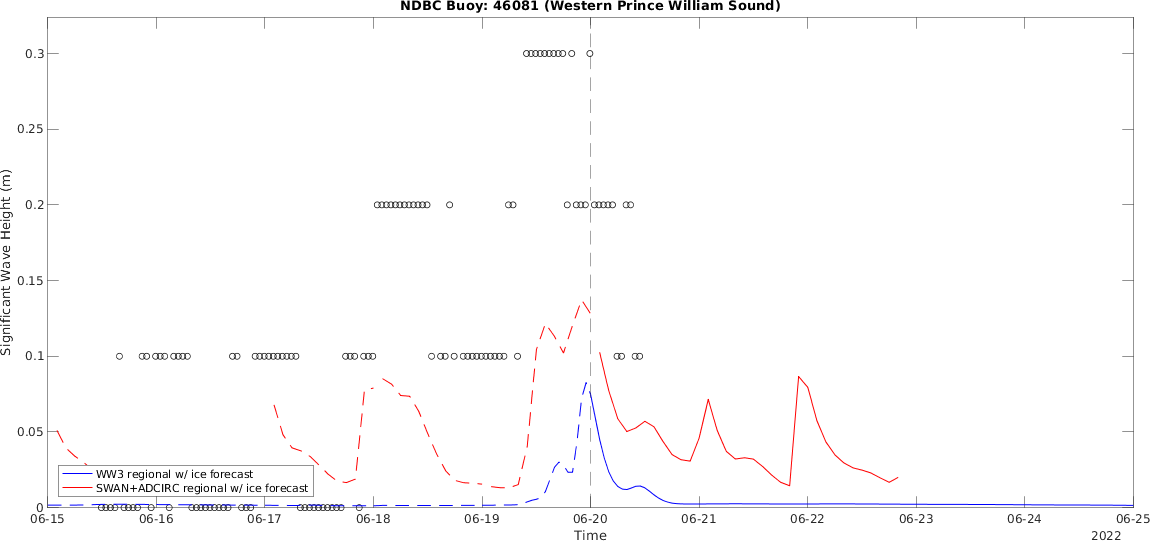 NDBC Buoy: 46081 (Western Prince William Sound)
Significant Wave Height (m)
0.3
0.25
0.2
0.15
0.1
0.05
0
WW3 regional w/ ice forecast
SWAN+ADCIRC regional w/ ice forecast
06-15 06-16 06-17 06-18 06-19 06-20 06-21 06-22 06-23 06-24 06-25
Time
2022